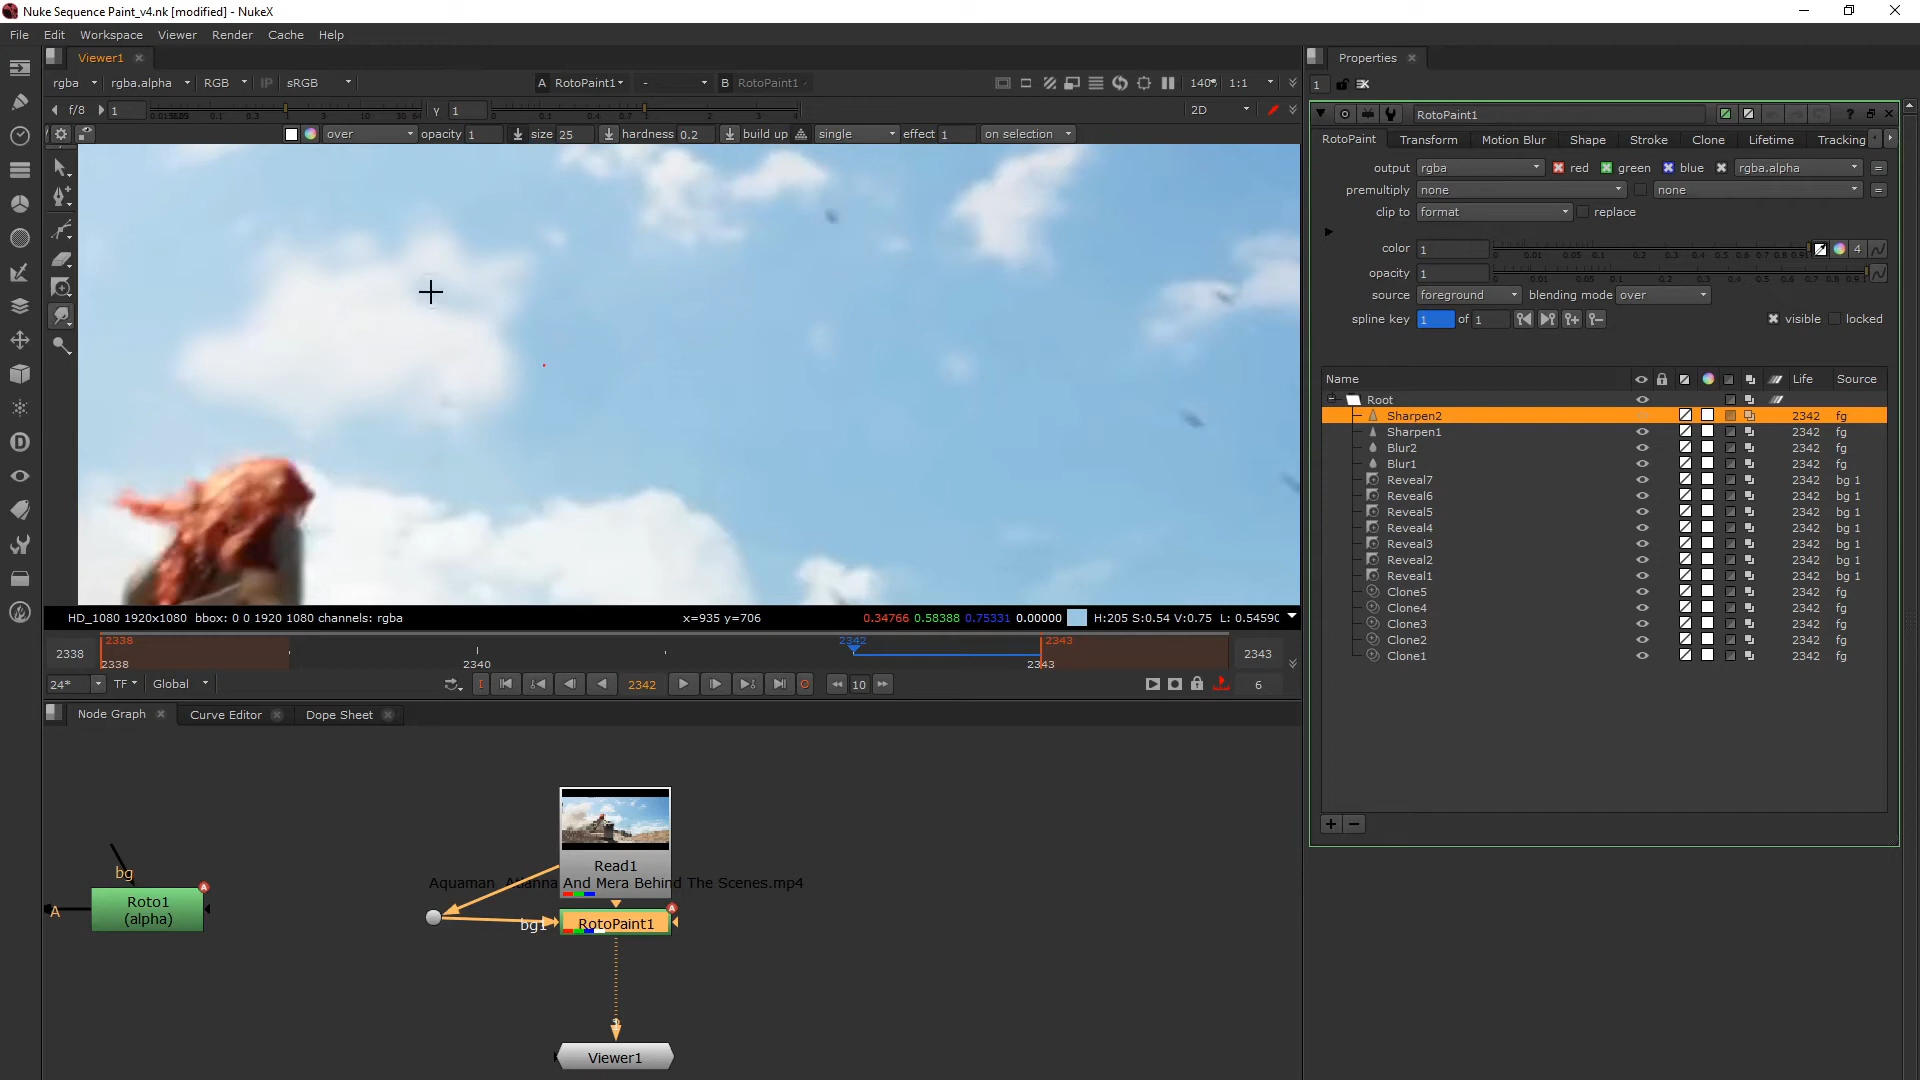 Nuke Sequence Paint_v4.nk [modified] - NukeX
File Edit Workspace Viewer Render Cache Help
Viewer1
rgba rgba.alpha RGB IP sRGB A RotoPaint1 - B RotoPaint1 140* 1:1
f/8 1 Y 1 2D
over opacity 1 size 25 hardness 0.2 build up single effect 1 on selection
HD_1080 1920x1080 bbox: 0 0 1920 1080 channels: rgba x=935 y=706 0.34766 0.58388 0.75331 0.00000 H:205 S:0.54 V:0.75 L: 0.54590
2338 2342 2343
2338 2338 2340 2343 2343
24* TF Global 2342 10 6
Node Graph Curve Editor Dope Sheet
Read1
Aquaman Atlanna And Mera Behind The Scenes.mp4
bg
A Roto1
(alpha)
bg1 RotoPaint1
1
Viewer1
Properties
1
RotoPaint1
RotoPaint Transform Motion Blur Shape Stroke Clone Lifetime Tracking
output rgba red green blue rgba.alpha =
premultiply none none =
clip to format replace
color 1 4
opacity 1
source foreground blending mode over
spline key 1 of 1 visible locked
Name Life Source
Root
Sharpen2 2342 fg
Sharpen1 2342 fg
Blur2 2342 fg
Blur1 2342 fg
Reveal7 2342 bg 1
Reveal6 2342 bg 1
Reveal5 2342 bg 1
Reveal4 2342 bg 1
Reveal3 2342 bg 1
Reveal2 2342 bg 1
Reveal1 2342 bg 1
Clone5 2342 fg
Clone4 2342 fg
Clone3 2342 fg
Clone2 2342 fg
Clone1 2342 fg